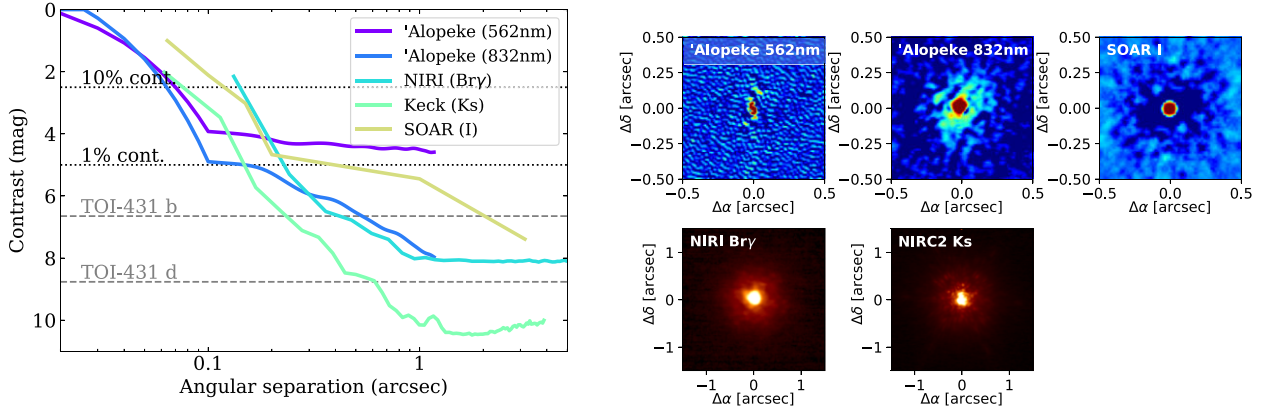 0
2
4
6
8
10
Contrast (mag)
10% cont.
1% cont.
TOI-431 b
TOI-431 d
'Alopeke (562nm)
'Alopeke (832nm)
NIRI (Brγ)
Keck (Ks)
SOAR (I)
0.1
1
Angular separation (arcsec)
'Alopeke 562nm
0.50
0.25
0.00
−0.25
−0.50
Δδ [arcsec]
−0.5
0.0
0.5
Δα [arcsec]
'Alopeke 832nm
0.50
0.25
0.00
−0.25
−0.50
Δδ [arcsec]
−0.5
0.0
0.5
Δα [arcsec]
SOAR I
0.50
0.25
0.00
−0.25
−0.50
Δδ [arcsec]
−0.5
0.0
0.5
Δα [arcsec]
NIRI Brγ
1
0
−1
Δδ [arcsec]
−1
0
1
Δα [arcsec]
NIRC2 Ks
1
0
−1
Δδ [arcsec]
−1
0
1
Δα [arcsec]